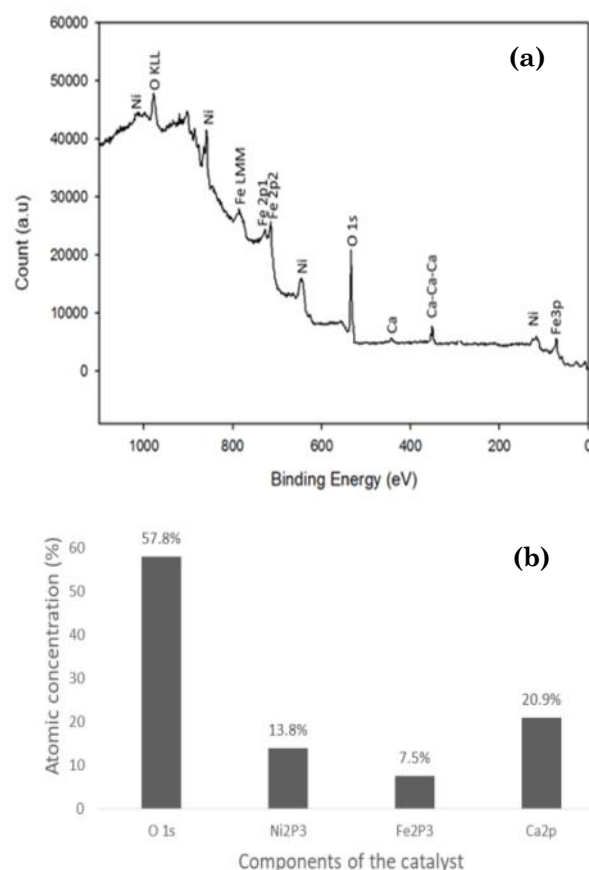 (a)
60000
50000
40000
30000
20000
10000
0
Count (a.u)
Ni
O KLL
Ni
Fe LMM
Fe 2p1
Fe 2p2
Ni
O 1s
Ca
Ca-Ca-Ca
Ni
Fe3p
1000 800 600 400 200 0
Binding Energy (eV)
(b)
60
50
40
30
20
10
0
Atomic concentration (%)
57.8%
13.8%
7.5%
20.9%
O 1s Ni2P3 Fe2P3 Ca2p
Components of the catalyst